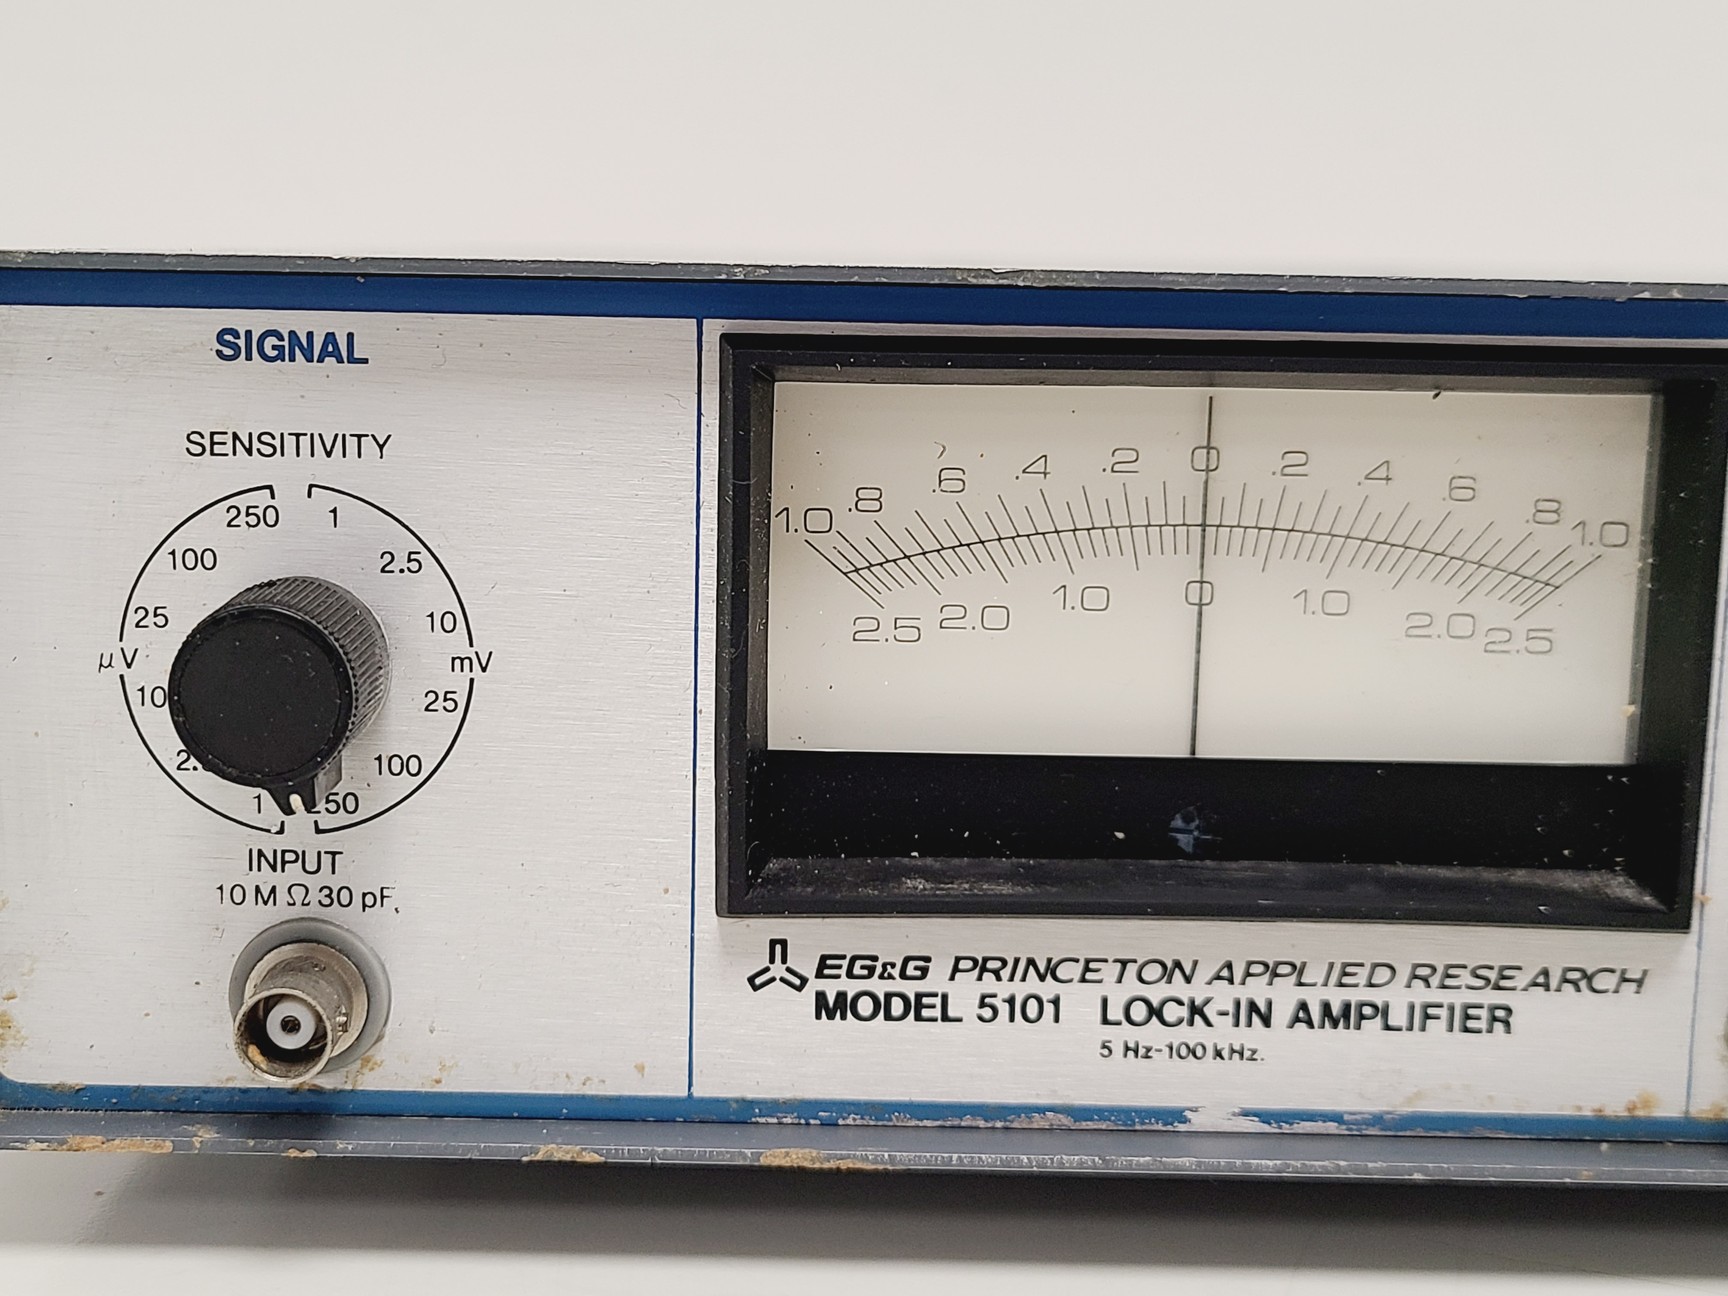 SIGNAL
SENSITIVITY
250 1
100 2.5
25 10
μV mV
10 25
100
1 50
INPUT
10 MΩ 30 pF.
1.0 .8 .6 .4 .2 0 .2 .4 .6 .8 1.0
2.5 2.0 1.0 0 1.0 2.0 2.5
EG&G PRINCETON APPLIED RESEARCH
MODEL 5101 LOCK-IN AMPLIFIER
5 Hz-100 kHz.